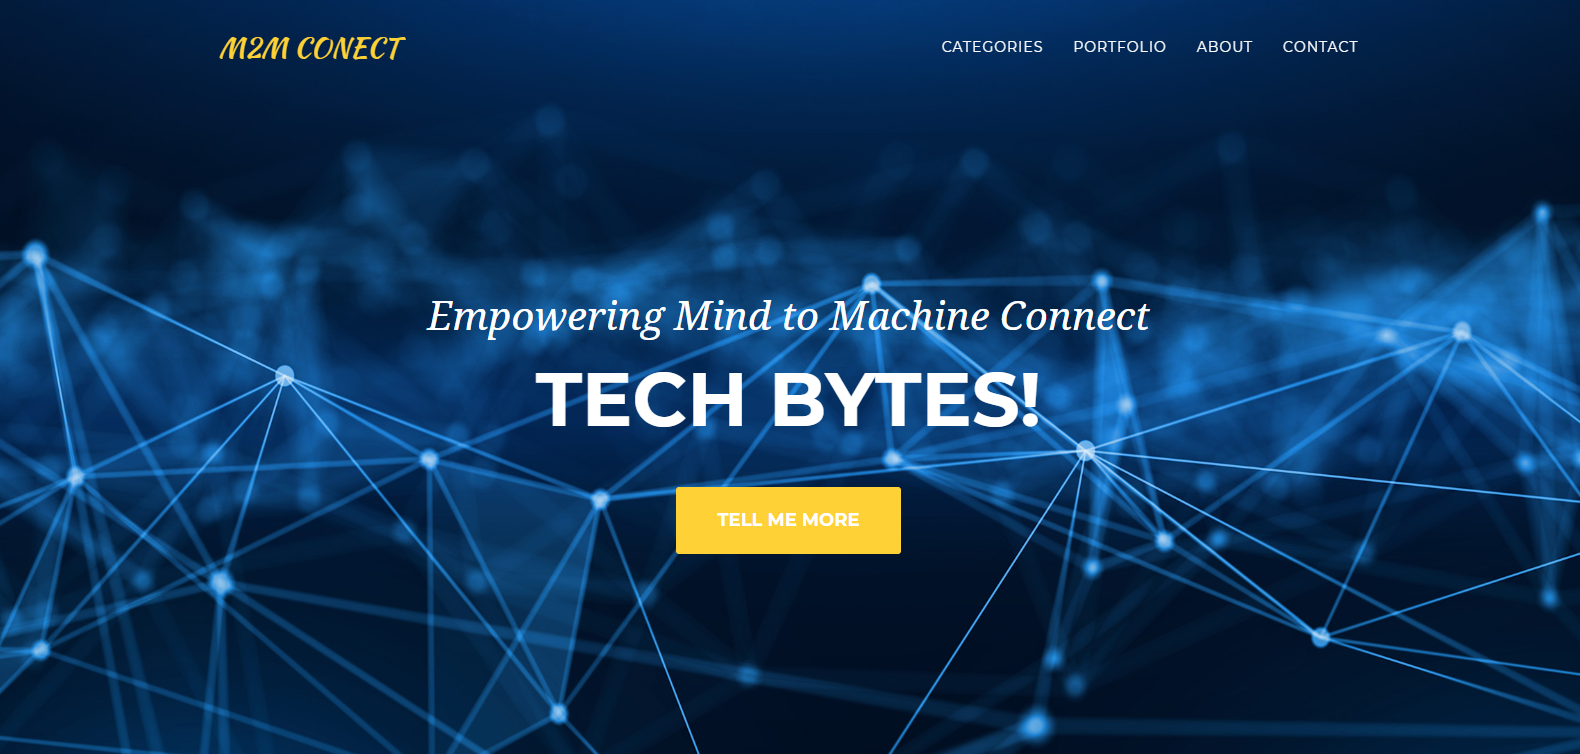 M2M CONECT
CATEGORIES PORTFOLIO ABOUT CONTACT
Empowering Mind to Machine Connect
TECH BYTES!
TELL ME MORE